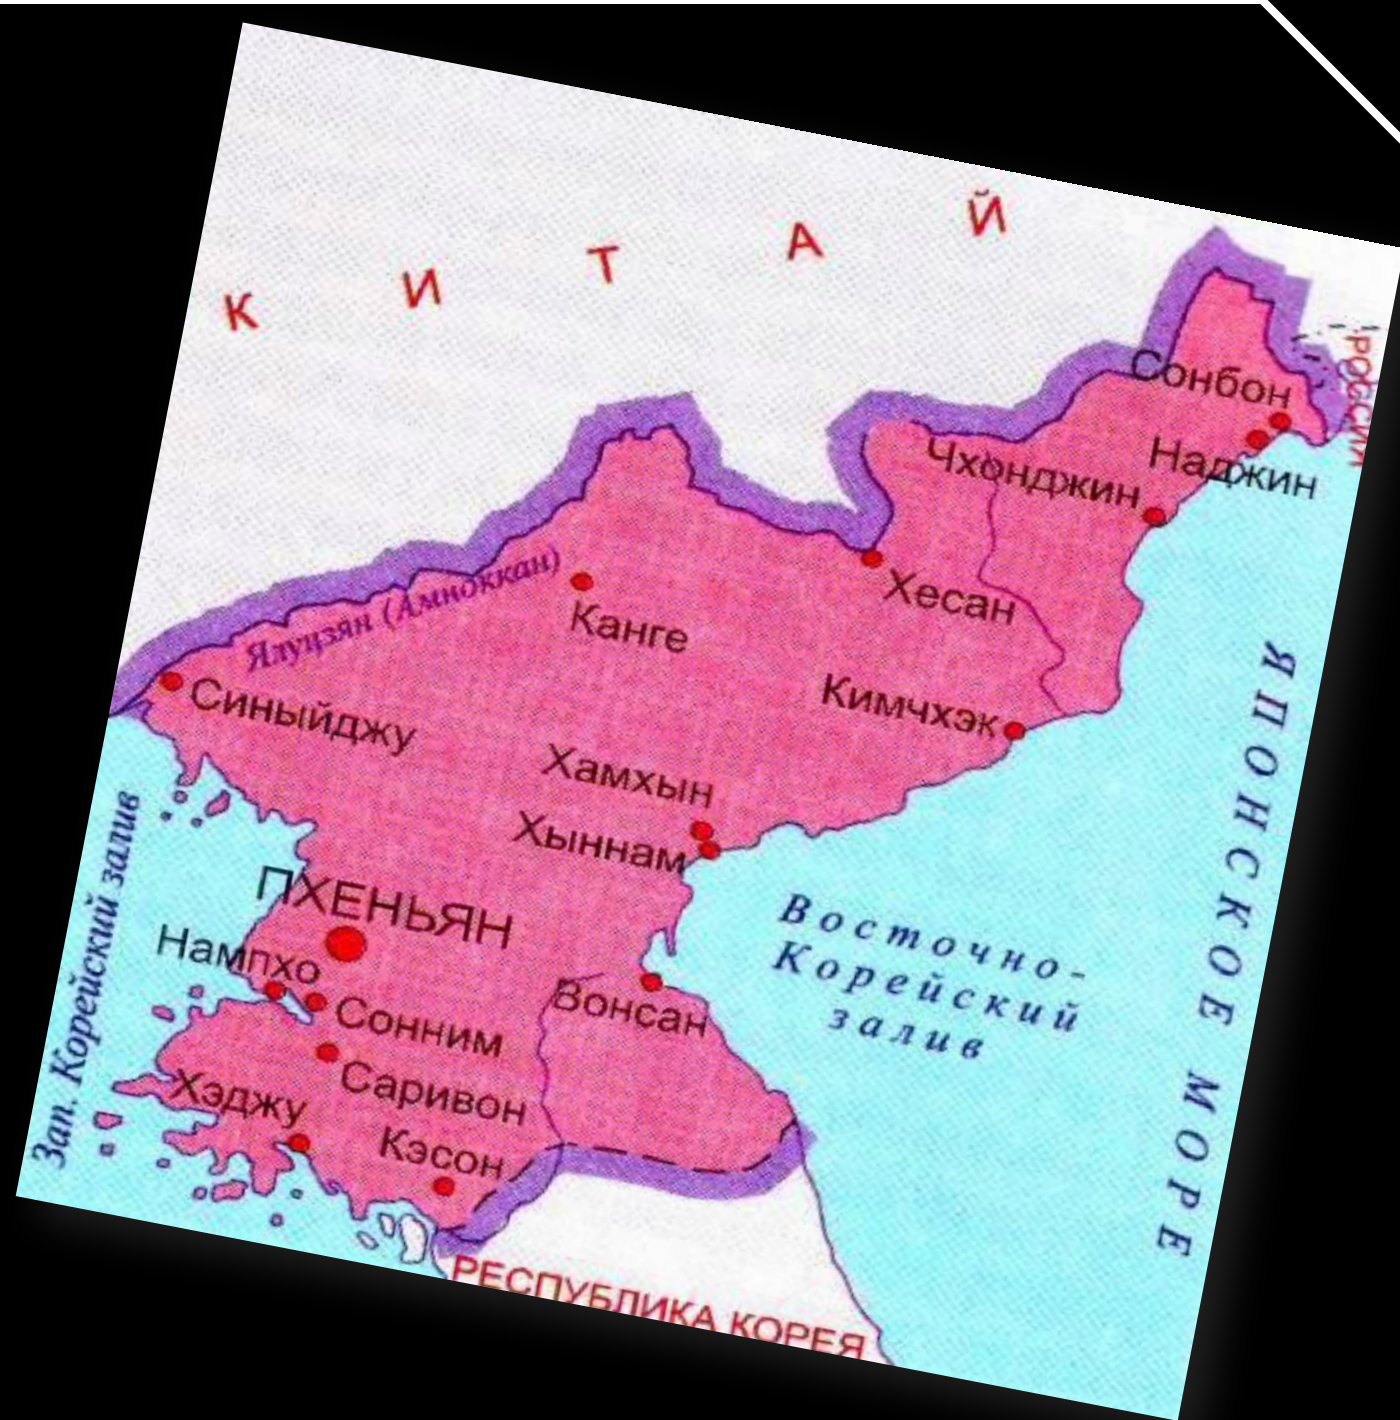 КИТАЙ
РОССИЯ
Сонбон
Наджин
Чхонджин
Хесан
Ялуцзян (Амноккан)
Канге
Синыйджу
Кимчхэк
Хамхын
Хыннам
ПХЕНЬЯН
Нампхо
Сонним
Вонсан
Саривон
Хэджу
Кэсон
Зап. Корейский залив
Восточно-
Корейский
залив
ЯПОНСКОЕ МОРЕ
РЕСПУБЛИКА КОРЕЯ